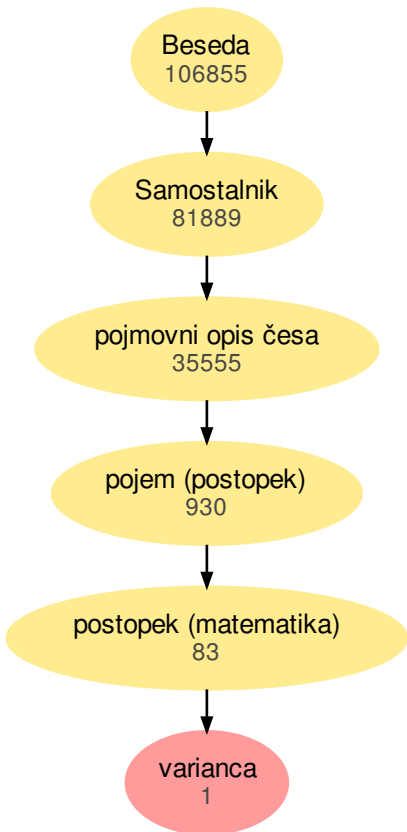 Beseda
106855
Samostalnik
81889
pojmovni opis česa
35555
pojem (postopek)
930
postopek (matematika)
83
varianca
1